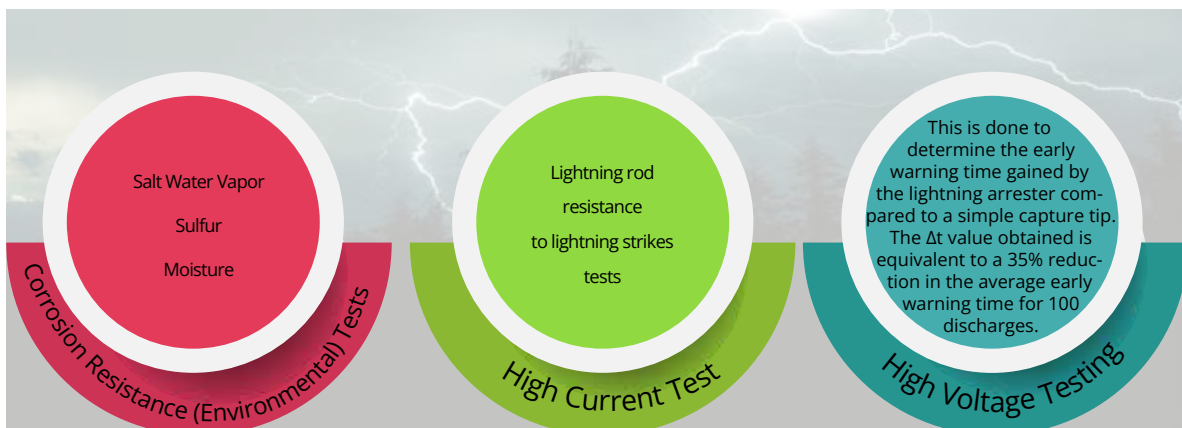 Salt Water Vapor
Sulfur
Moisture
Corrosion Resistance (Environmental) Tests
Lightning rod
resistance
to lightning strikes
tests
High Current Test
This is done to
determine the early
warning time gained by
the lightning arrester com-
pared to a simple capture tip.
The Δt value obtained is
equivalent to a 35% reduc-
tion in the average early
warning time for 100
discharges.
High Voltage Testing